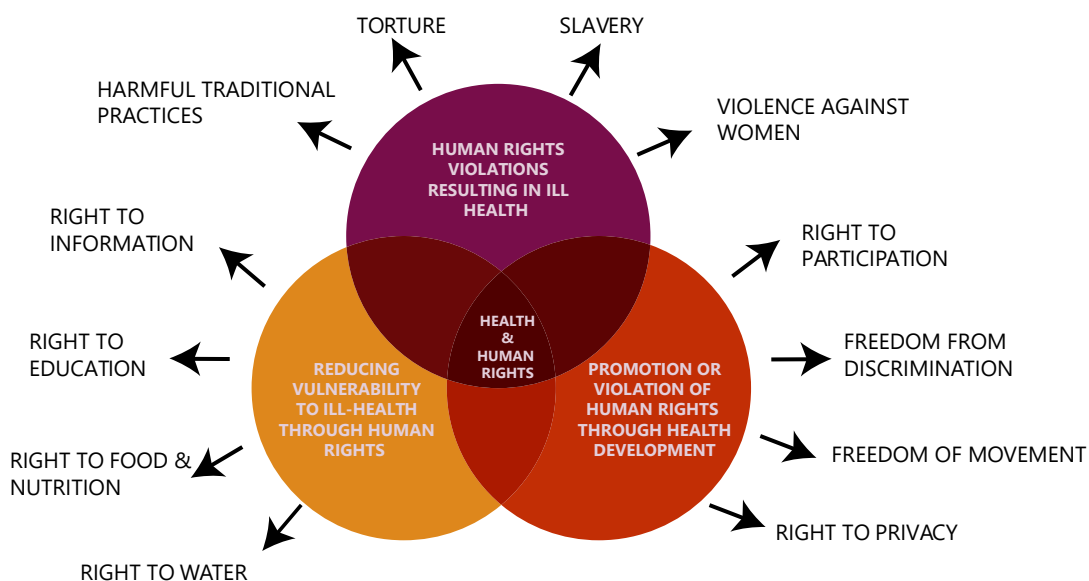 TORTURE
SLAVERY
HARMFUL TRADITIONAL
PRACTICES
VIOLENCE AGAINST
WOMEN
HUMAN RIGHTS
VIOLATIONS
RESULTING IN ILL
HEALTH
RIGHT TO
INFORMATION
RIGHT TO
PARTICIPATION
HEALTH
&
HUMAN
RIGHTS
RIGHT TO
EDUCATION
FREEDOM FROM
DISCRIMINATION
REDUCING
VULNERABILITY
TO ILL-HEALTH
THROUGH HUMAN
RIGHTS
PROMOTION OR
VIOLATION OF
HUMAN RIGHTS
THROUGH HEALTH
DEVELOPMENT
RIGHT TO FOOD &
NUTRITION
FREEDOM OF MOVEMENT
RIGHT TO PRIVACY
RIGHT TO WATER